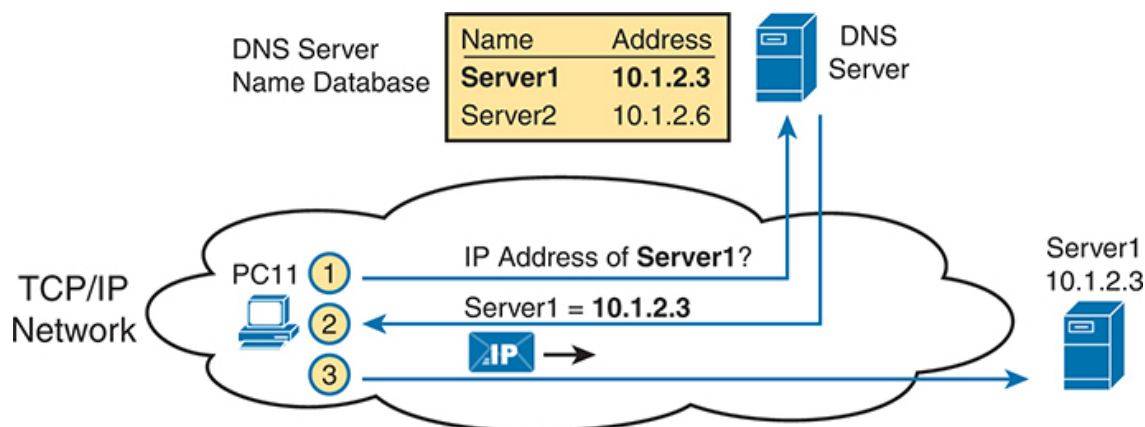 DNS Server
Name Database
Name Address
Server1 10.1.2.3
Server2 10.1.2.6
DNS
Server
TCP/IP
Network
PC11
1
IP Address of Server1?
2
Server1 = 10.1.2.3
.IP
3
Server1
10.1.2.3